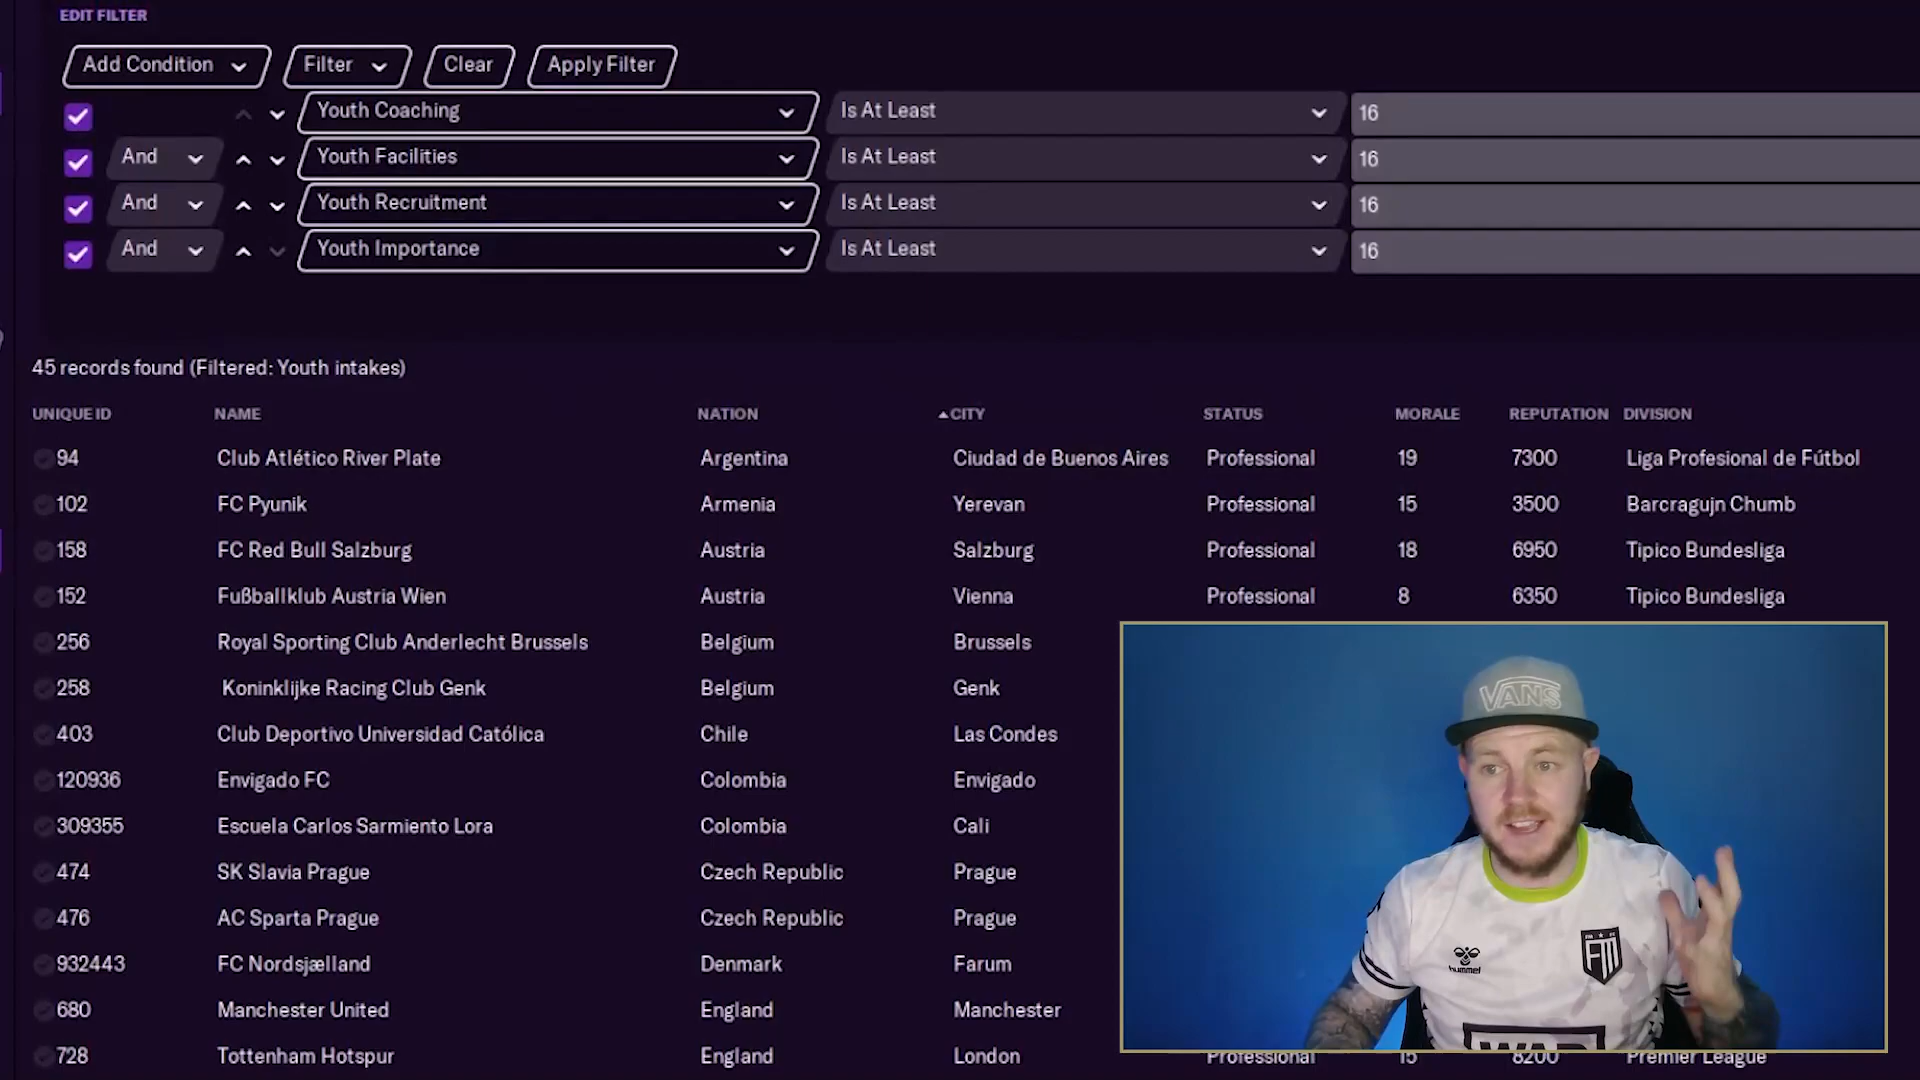 EDIT FILTER
Add Condition Filter Clear Apply Filter
Youth Coaching Is At Least 16
And Youth Facilities Is At Least 16
And Youth Recruitment Is At Least 16
And Youth Importance Is At Least 16
45 records found (Filtered: Youth intakes)
UNIQUE ID NAME NATION CITY STATUS MORALE REPUTATION DIVISION
94 Club Atlético River Plate Argentina Ciudad de Buenos Aires Professional 19 7300 Liga Profesional de Fútbol
102 FC Pyunik Armenia Yerevan Professional 15 3500 Barcragujn Chumb
158 FC Red Bull Salzburg Austria Salzburg Professional 18 6950 Tipico Bundesliga
152 Fußballklub Austria Wien Austria Vienna Professional 8 6350 Tipico Bundesliga
256 Royal Sporting Club Anderlecht Brussels Belgium Brussels
258 Koninklijke Racing Club Genk Belgium Genk
403 Club Deportivo Universidad Católica Chile Las Condes
120936 Envigado FC Colombia Envigado
309355 Escuela Carlos Sarmiento Lora Colombia Cali
474 SK Slavia Prague Czech Republic Prague
476 AC Sparta Prague Czech Republic Prague
932443 FC Nordsjælland Denmark Farum
680 Manchester United England Manchester
728 Tottenham Hotspur England London Professional 15 8200 Premier League
VANS
hummel
FM